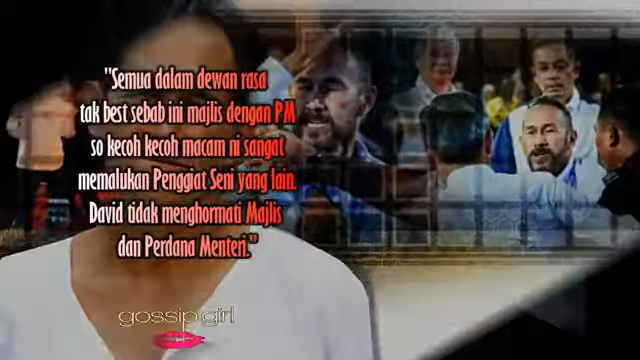 "Semua dalam dewan rasa
tak best sebab ini majlis dengan PM
so kecoh kecoh macam ni sangat
memalukan Penggiat Seni yang lain.
David tidak menghormati Majlis
dan Perdana Menteri."
gossip girl